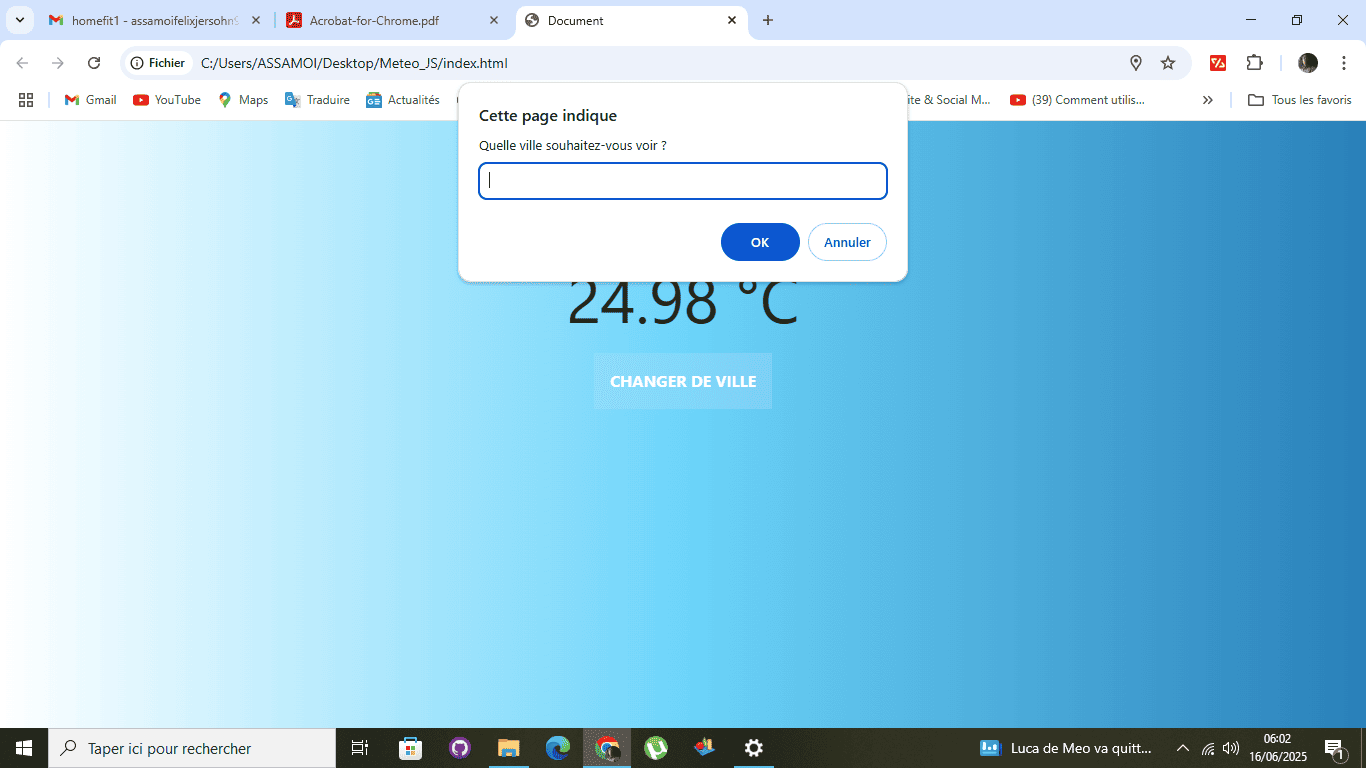 homefit1 - assamoifelixjersohn
Acrobat-for-Chrome.pdf
Document
Fichier
C:/Users/ASSAMOI/Desktop/Meteo_JS/index.html
Gmail
YouTube
Maps
Traduire
Actualités
ite & Social M...
(39) Comment utilis...
Tous les favoris
Cette page indique
Quelle ville souhaitez-vous voir ?
OK
Annuler
24.98 °C
CHANGER DE VILLE
Taper ici pour rechercher
Luca de Meo va quitt...
06:02
16/06/2025
1